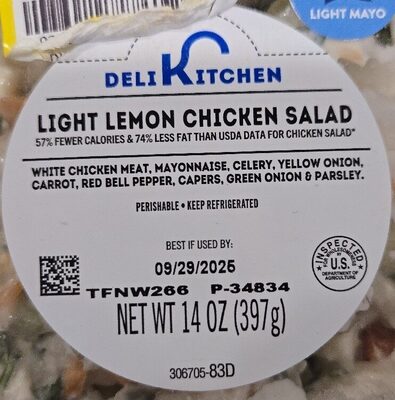 LIGHT MAYO
DELI KITCHEN
LIGHT LEMON CHICKEN SALAD
57% FEWER CALORIES & 74% LESS FAT THAN USDA DATA FOR CHICKEN SALAD*
WHITE CHICKEN MEAT, MAYONNAISE, CELERY, YELLOW ONION,
CARROT, RED BELL PEPPER, CAPERS, GREEN ONION & PARSLEY.
PERISHABLE • KEEP REFRIGERATED
BEST IF USED BY:
09/29/2025
INSPECTED
FOR WHOLESOMENESS
BY
U.S.
DEPARTMENT OF
AGRICULTURE
TFNW266 P-34834
NET WT 14 OZ (397g)
306705-83D